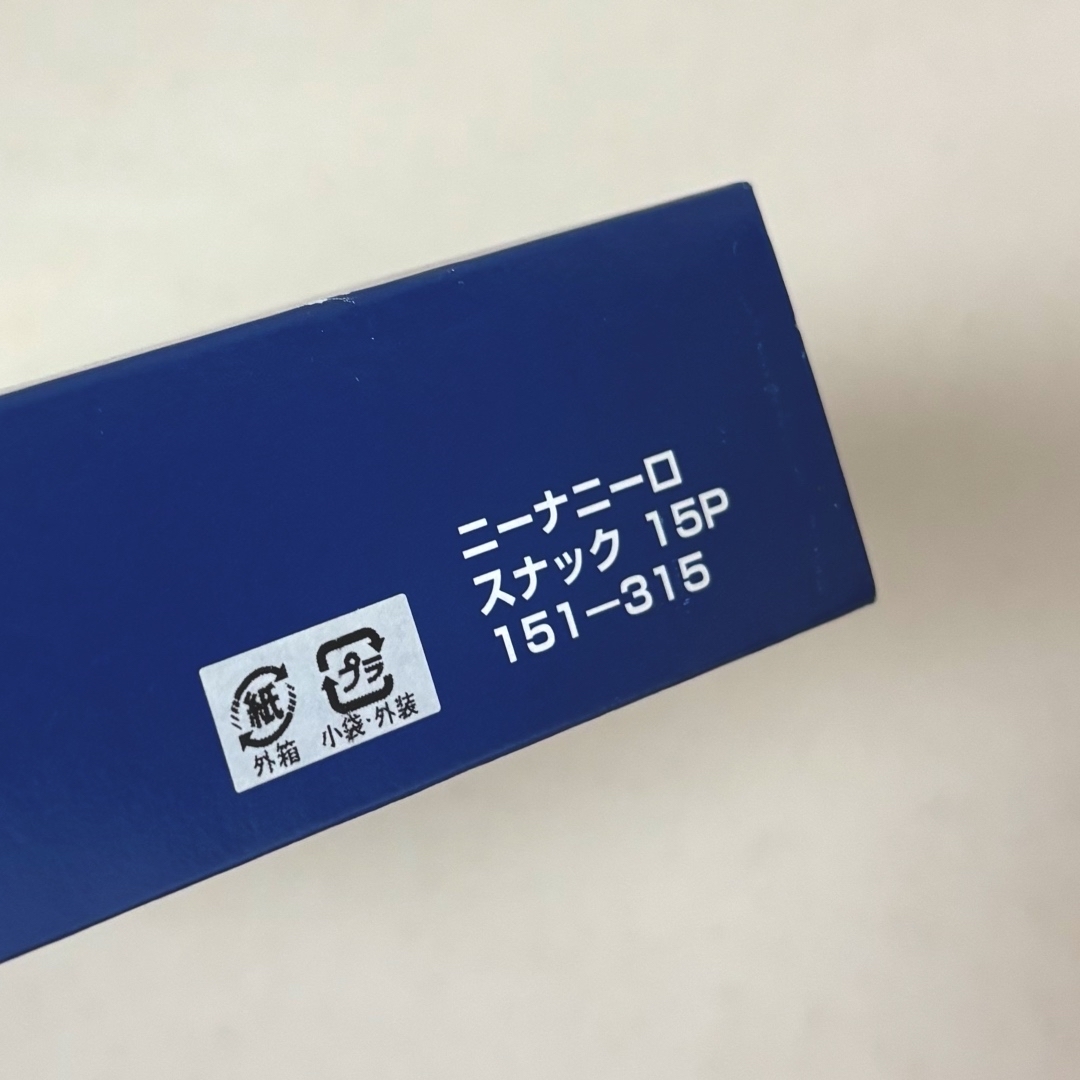 ニーナニーロ
スナック 15P
151−315
紙
外箱
プラ
小袋・外装